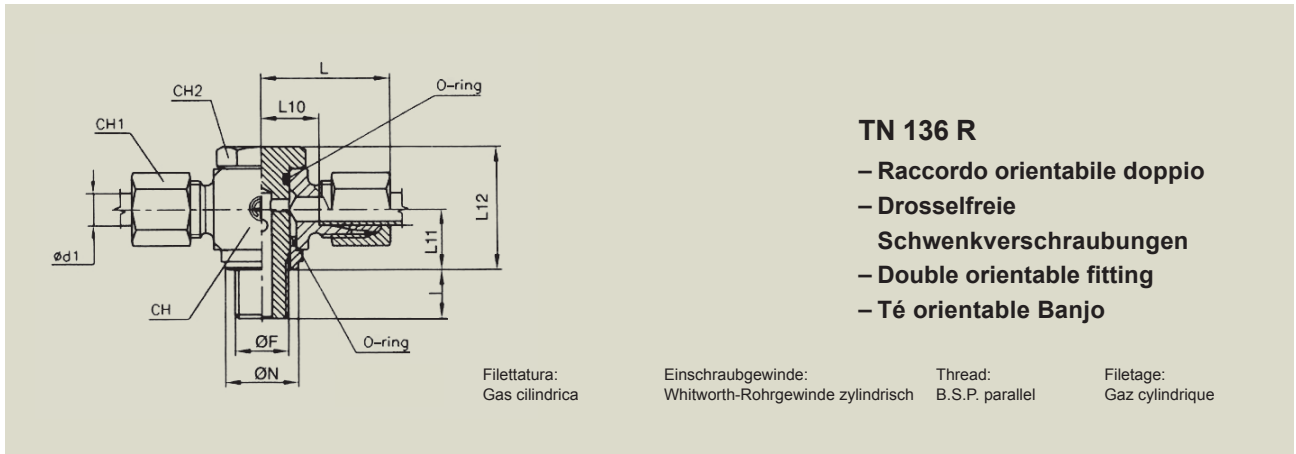 L
O-ring
CH2
L10
CH1
L12
L11
Ød1
l
CH
ØF
O-ring
ØN
TN 136 R
– Raccordo orientabile doppio
– Drosselfreie
Schwenkverschraubungen
– Double orientable fitting
– Té orientable Banjo
Filettatura:
Gas cilindrica
Einschraubgewinde:
Whitworth-Rohrgewinde zylindrisch
Thread:
B.S.P. parallel
Filetage:
Gaz cylindrique